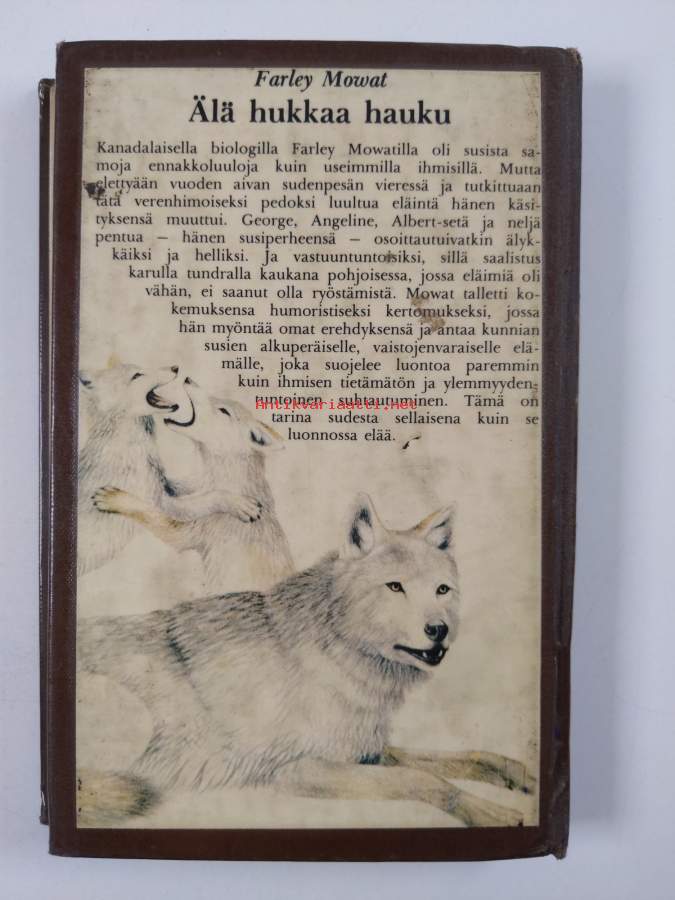 Farley Mowat
Älä hukkaa hauku
Kanadalaisella biologilla Farley Mowatilla oli susista sa-
moja ennakkoluuloja kuin useimmilla ihmisillä. Mutta
elettyään vuoden aivan sudenpesän vieressä ja tutkittuaan
tätä verenhimoiseksi pedoksi luultua eläintä hänen käsi-
tyksensä muuttui. George, Angeline, Albert-setä ja neljä
pentua – hänen susiperheensä – osoittautuivatkin älyk-
käiksi ja helliksi. Ja vastuuntuntoisiksi, sillä saalistus
karulla tundralla kaukana pohjoisessa, jossa eläimiä oli
vähän, ei saanut olla ryöstämistä. Mowat talletti ko-
kemuksensa humoristiseksi kertomukseksi, jossa
hän myöntää omat erehdyksensä ja antaa kunnian
susien alkuperäiselle, vaistojenvaraiselle elä-
mälle, joka suojelee luontoa paremmin
kuin ihmisen tietämätön ja ylemmyyden-
tuntoinen suhtautuminen. Tämä on
Antikvariaatti.net
tarina sudesta sellaisena kuin se
luonnossa elää.